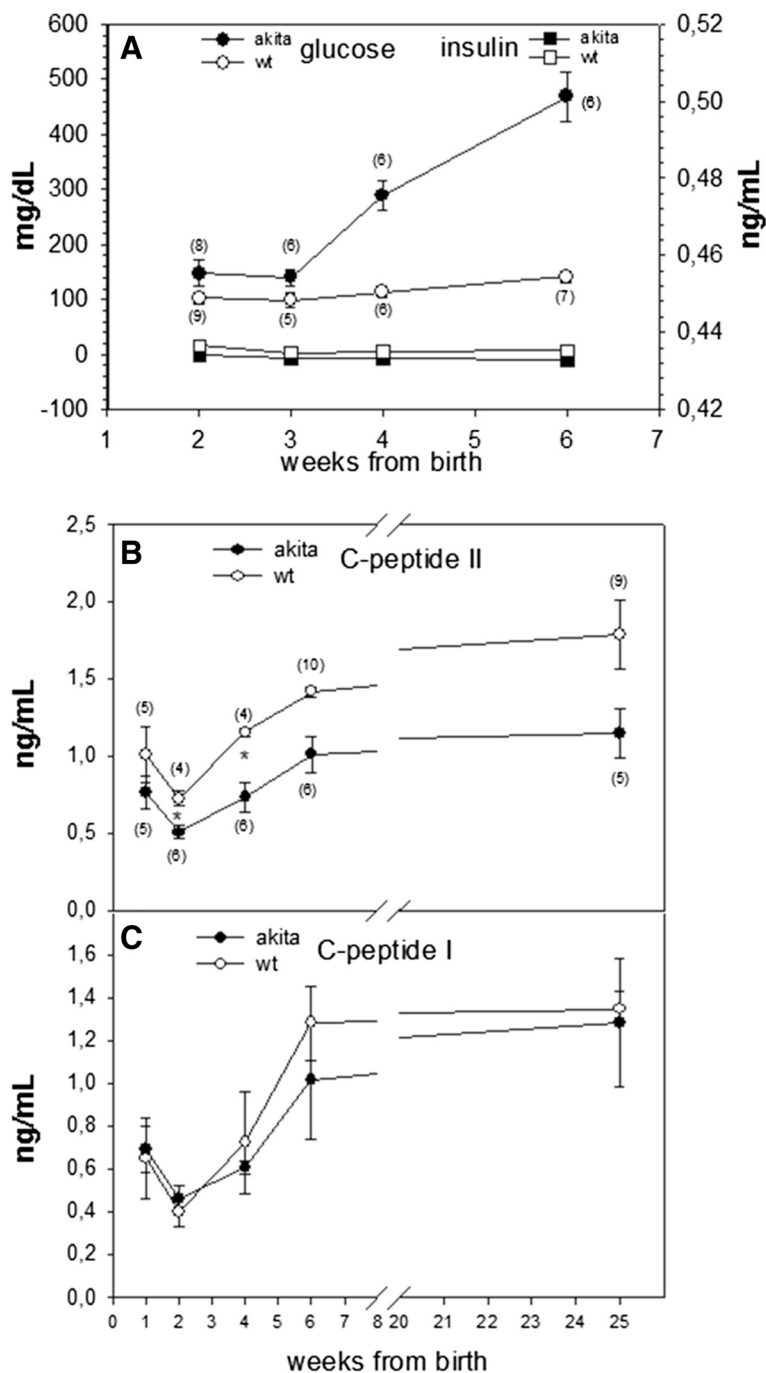 A
akita glucose insulin akita
wt wt
600 0,52
500 0,50
400 0,48
300
200 0,46
100 0,44
0
-100 0,42
mg/dL
ng/mL
(8) (6) (6) (6)
(9) (5) (6) (7)
1 2 3 4 5 6 7
weeks from birth
B
akita C-peptide II
wt
2,5
2,0
1,5
1,0
0,5
0,0
ng/mL
(5) (4) (4) (10) (9)
* *
(5) (6) (6) (6) (5)
C
akita C-peptide I
wt
1,6
1,4
1,2
1,0
0,8
0,6
0,4
0,2
0,0
ng/mL
0 1 2 3 4 5 6 7 8 20 21 22 23 24 25
weeks from birth